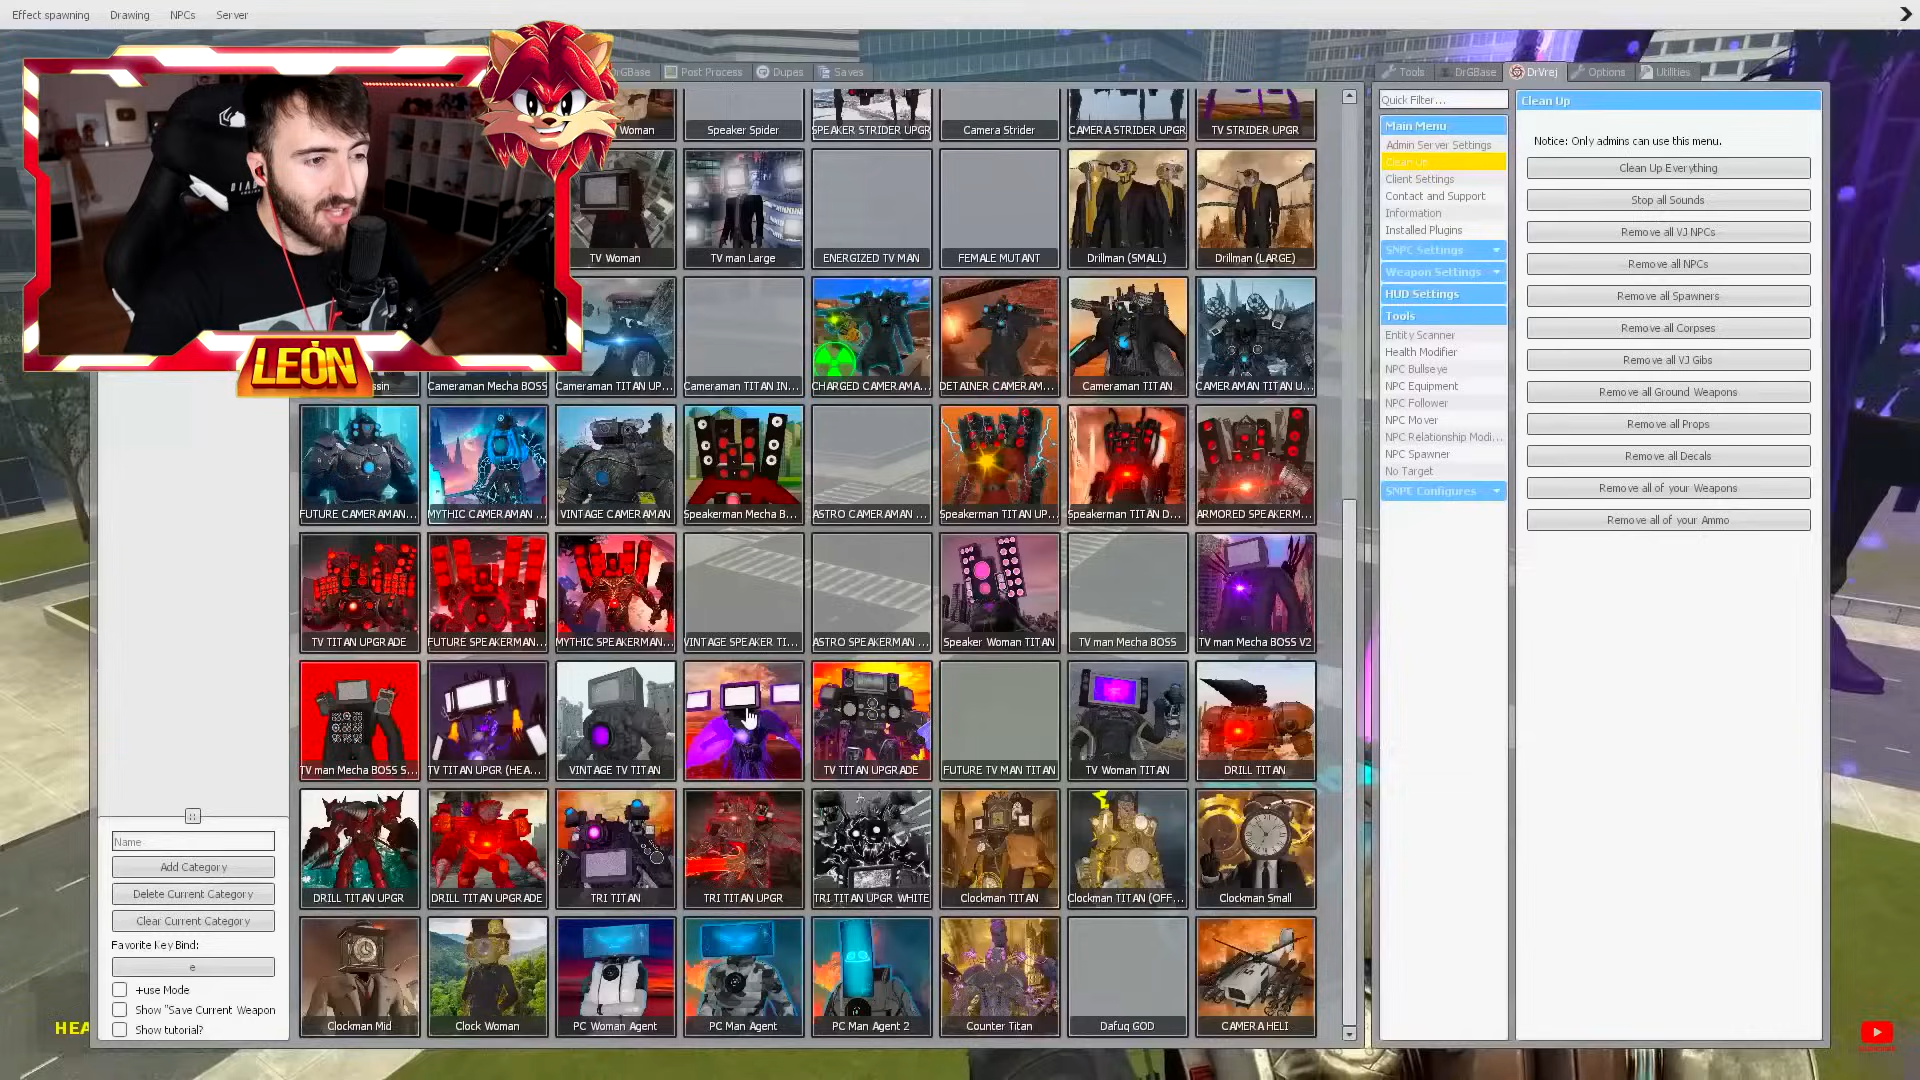 Effect spawning Drawing NPCs Server
DrGBase Post Process Dupes Saves
Tools DrGBase DrVrej Options Utilities
Woman
Speaker Spider
SPEAKER STRIDER UPGR
Camera Strider
CAMERA STRIDER UPGR
TV STRIDER UPGR
TV Woman
TV man Large
ENERGIZED TV MAN
FEMALE MUTANT
Drillman (SMALL)
Drillman (LARGE)
LEÓN
Cameraman Mecha BOSS
Cameraman TITAN UP...
Cameraman TITAN IN...
CHARGED CAMERAMA...
DETAINER CAMERAM...
Cameraman TITAN
CAMERAMAN TITAN U...
FUTURE CAMERAMAN...
MYTHIC CAMERAMAN ...
VINTAGE CAMERAMAN
Speakerman Mecha B...
ASTRO CAMERAMAN ...
Speakerman TITAN UP...
Speakerman TITAN D...
ARMORED SPEAKERM...
TV TITAN UPGRADE
FUTURE SPEAKERMAN...
MYTHIC SPEAKERMAN...
VINTAGE SPEAKER TI...
ASTRO SPEAKERMAN ...
Speaker Woman TITAN
TV man Mecha BOSS
TV man Mecha BOSS V2
TV man Mecha BOSS S...
TV TITAN UPGR (HEA...
VINTAGE TV TITAN
TV TITAN UPGRADE
FUTURE TV MAN TITAN
TV Woman TITAN
DRILL TITAN
DRILL TITAN UPGR
DRILL TITAN UPGRADE
TRI TITAN
TRI TITAN UPGR
TRI TITAN UPGR WHITE
Clockman TITAN
Clockman TITAN (OFF...
Clockman Small
Clockman Mid
Clock Woman
PC Woman Agent
PC Man Agent
PC Man Agent 2
Counter Titan
Dafuq GOD
CAMERA HELI
Name
Add Category
Delete Current Category
Clear Current Category
Favorite Key Bind:
e
+use Mode
Show "Save Current Weapon
Show tutorial?
HEA
Quick Filter...
Main Menu
Admin Server Settings
Clean Up
Client Settings
Contact and Support
Information
Installed Plugins
SNPC Settings
Weapon Settings
HUD Settings
Tools
Entity Scanner
Health Modifier
NPC Bullseye
NPC Equipment
NPC Follower
NPC Mover
NPC Relationship Modi...
NPC Spawner
No Target
SNPC Configures
Clean Up
Notice: Only admins can use this menu.
Clean Up Everything
Stop all Sounds
Remove all VJ NPCs
Remove all NPCs
Remove all Spawners
Remove all Corpses
Remove all VJ Gibs
Remove all Ground Weapons
Remove all Props
Remove all Decals
Remove all of your Weapons
Remove all of your Ammo